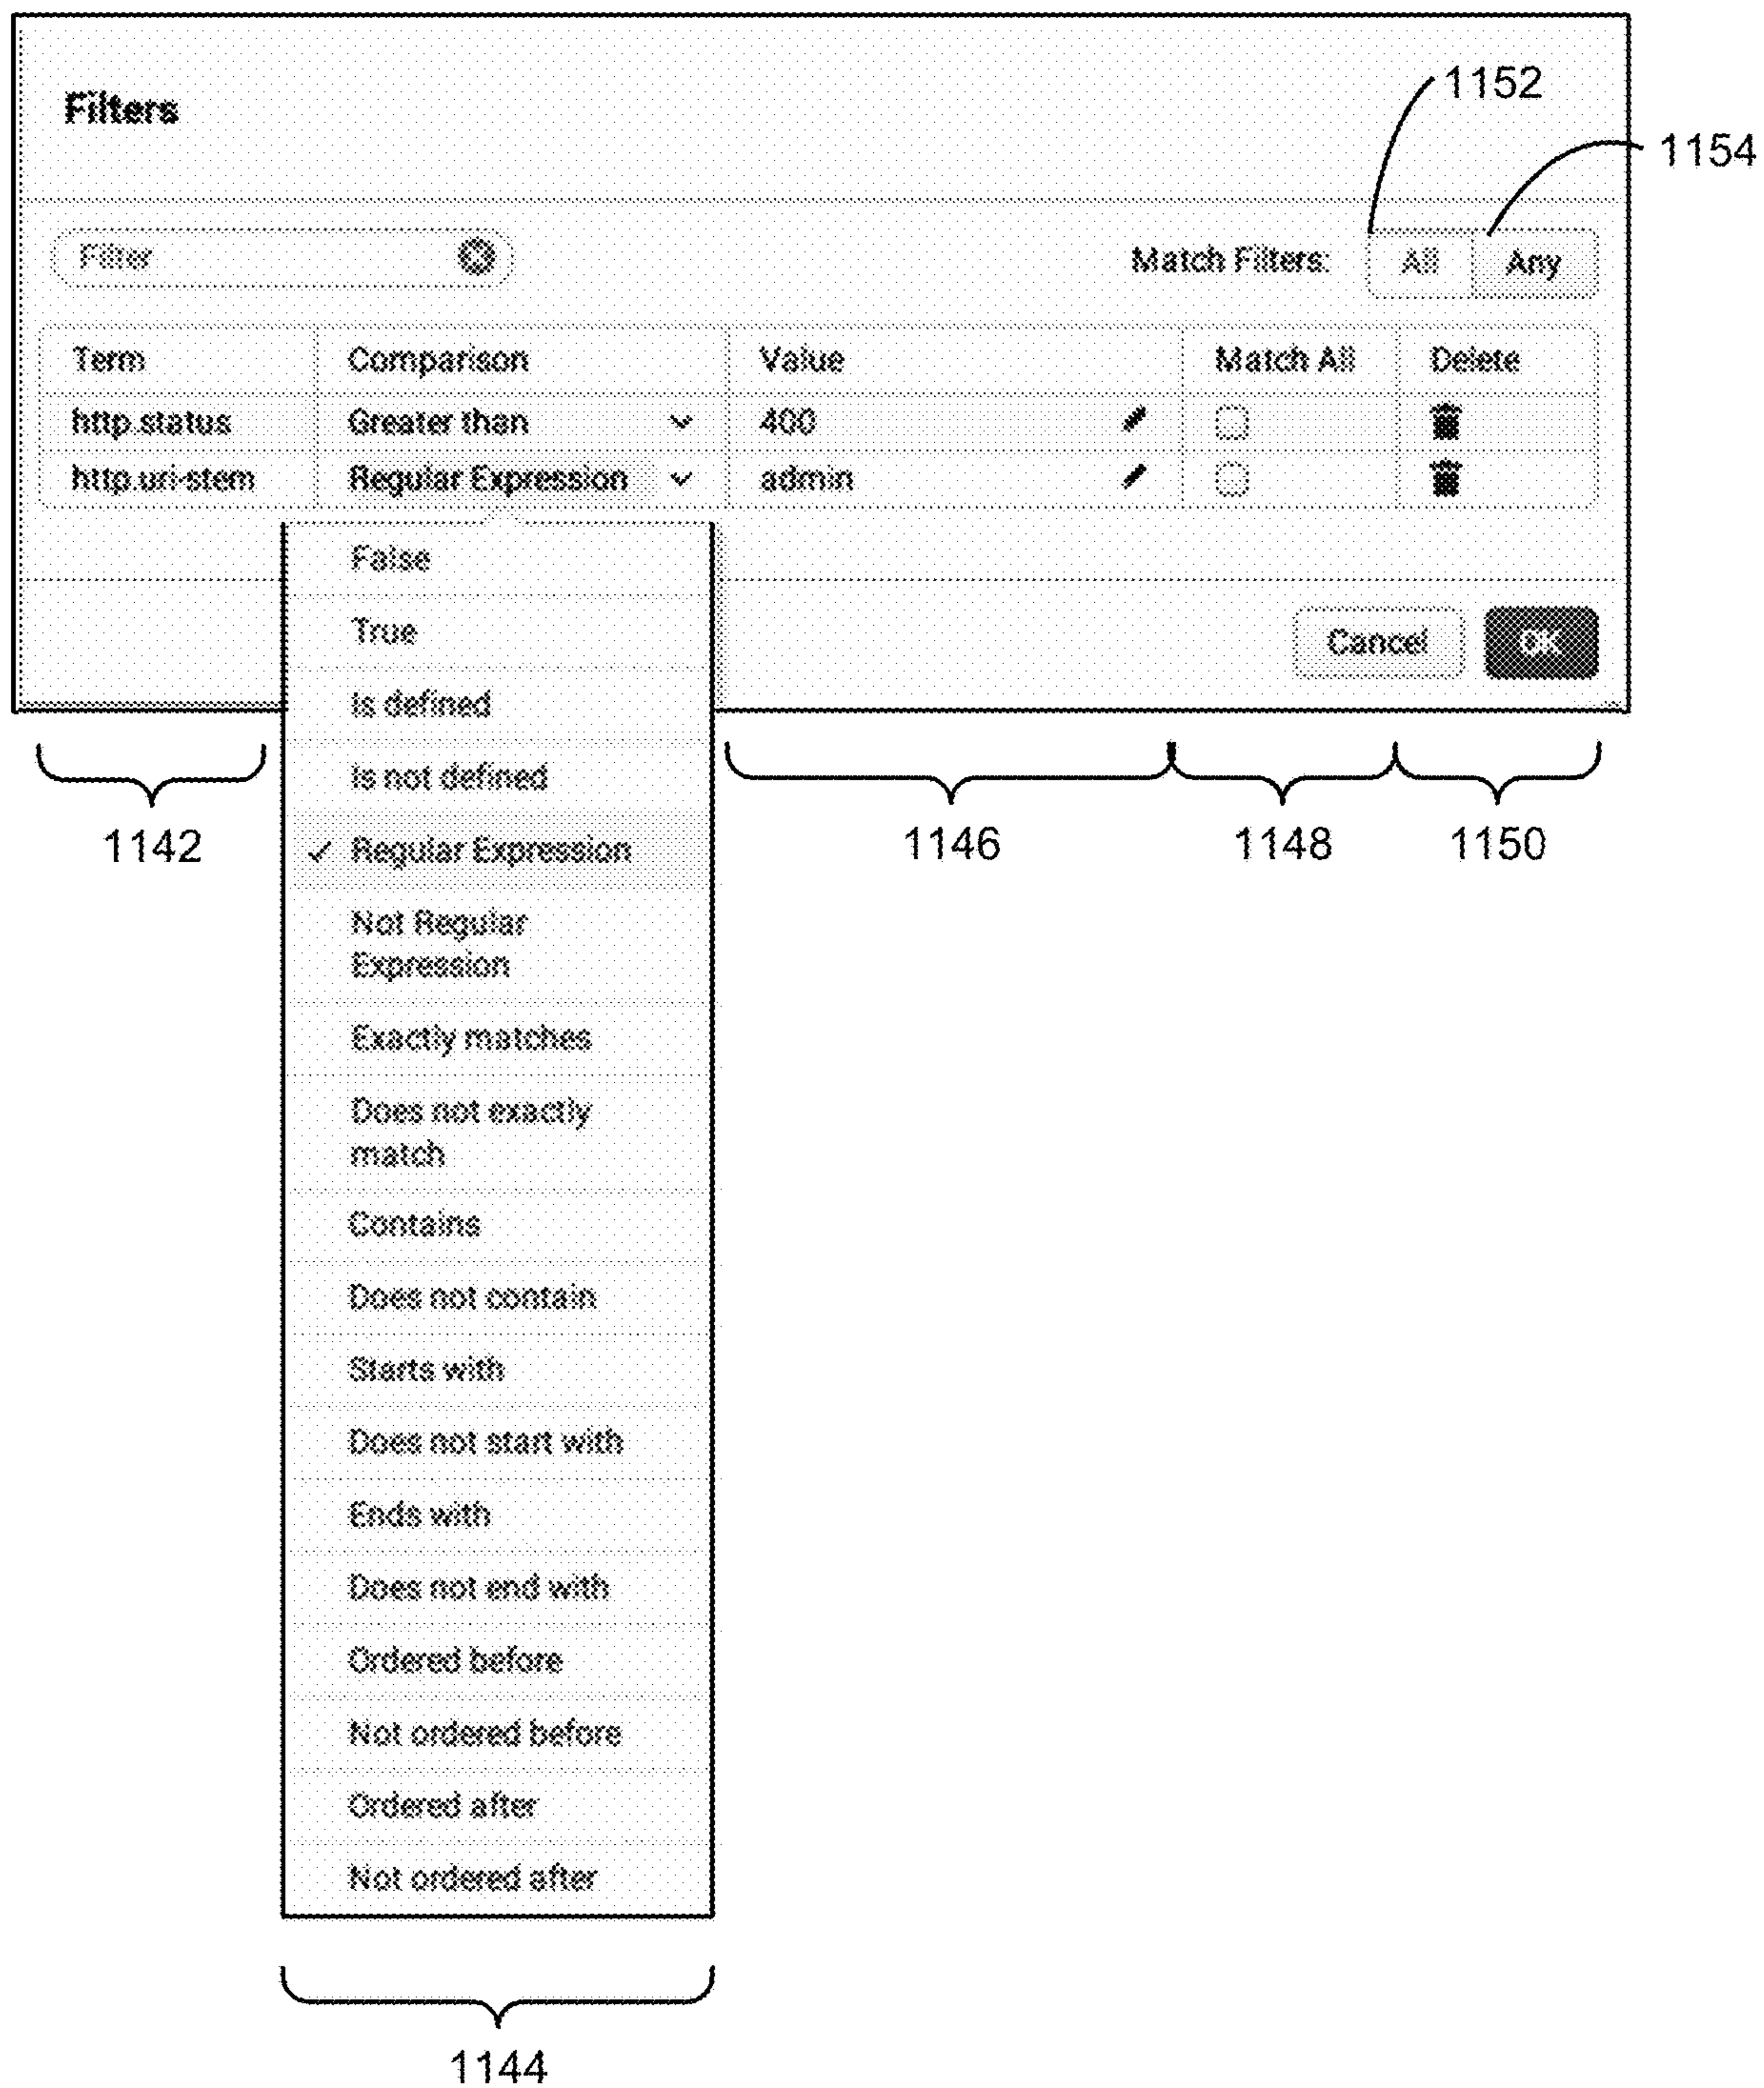 1152
Filters
1154
Filter
Match Filters: All Any
Term Comparison Value Match All Delete
http.status Greater than 400
http.uri-stem Regular Expression admin
False
True
Cancel OK
Is defined
Is not defined
1142 1146 1148 1150
Regular Expression
Not Regular
Expression
Exactly matches
Does not exactly
match
Contains
Does not contain
Starts with
Does not start with
Ends with
Does not end with
Ordered before
Not ordered before
Ordered after
Not ordered after
1144